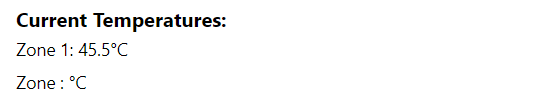 Current Temperatures:
Zone 1: 45.5°C
Zone : °C